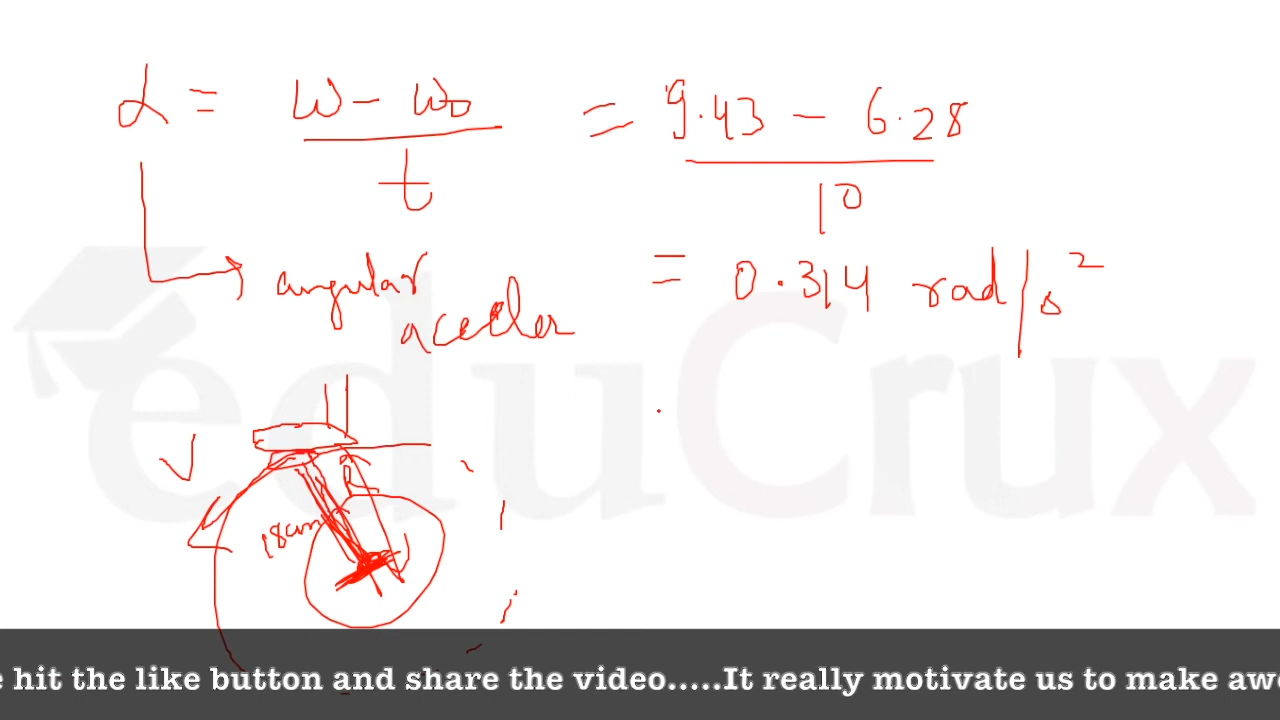 α = ω - ω₀ / t = 9.43 - 6.28 / 10
= 0.314 rad/s²
angular
acceler
V
R
18cm
eduCrux
e hit the like button and share the video.....It really motivate us to make awe